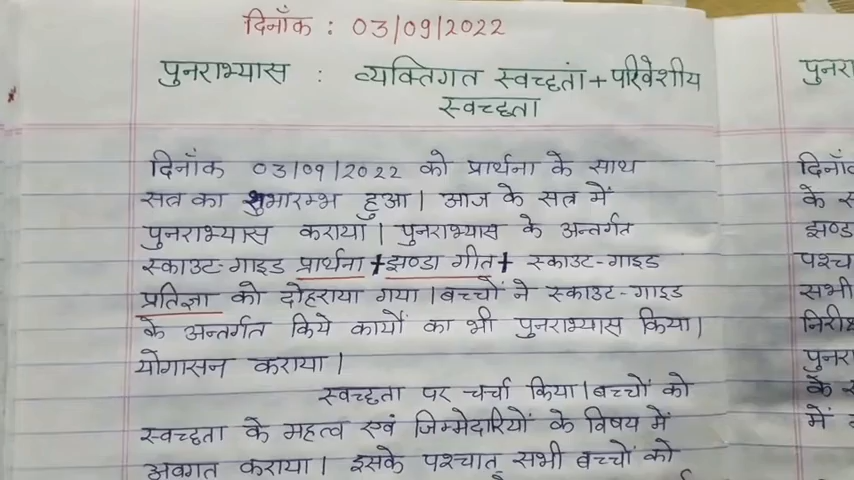 दिनाँक : 03/09/2022
पुनराभ्यास : व्यक्तिगत स्वच्छता + परिवेशीय
स्वच्छता
दिनाँक 03/09/2022 को प्रार्थना के साथ
सत्र का शुभारम्भ हुआ। आज के सत्र में
पुनराभ्यास कराया। पुनराभ्यास के अन्तर्गत
स्काउट-गाइड प्रार्थना + झण्डा गीत + स्काउट-गाइड
प्रतिज्ञा को दोहराया गया। बच्चों ने स्काउट-गाइड
के अन्तर्गत किये कार्यों का भी पुनराभ्यास किया।
योगासन कराया।
स्वच्छता पर चर्चा किया। बच्चों को
स्वच्छता के महत्व एवं जिम्मेदारियों के विषय में
अवगत कराया। इसके पश्चात् सभी बच्चों को
पुनरा
दिनाँक
के स
झण्ड
पश्च
सभी
निरीक्ष
पुनरा
के स
में